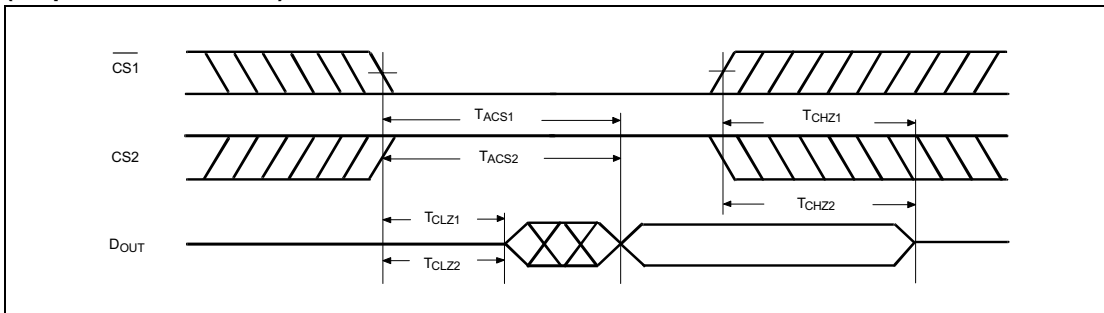 CS1
TACS1
TCHZ1
CS2
TACS2
TCHZ2
TCLZ1
DOUT
TCLZ2